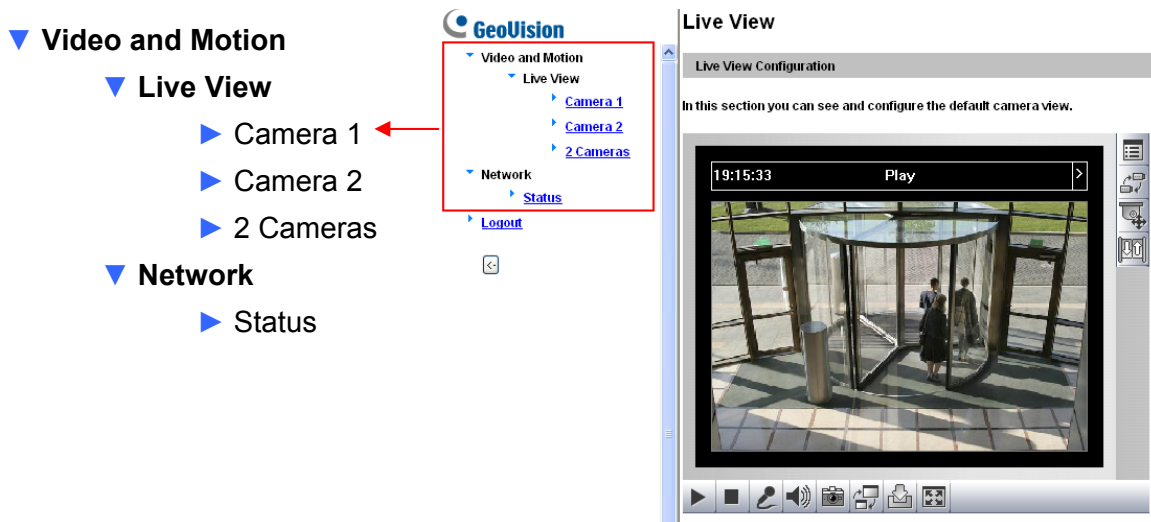 Video and Motion
Live View
Camera 1
Camera 2
2 Cameras
Network
Status
GeoVision
Video and Motion
Live View
Camera 1
Camera 2
2 Cameras
Network
Status
Logout
<-
Live View
Live View Configuration
In this section you can see and configure the default camera view.
19:15:33 Play >